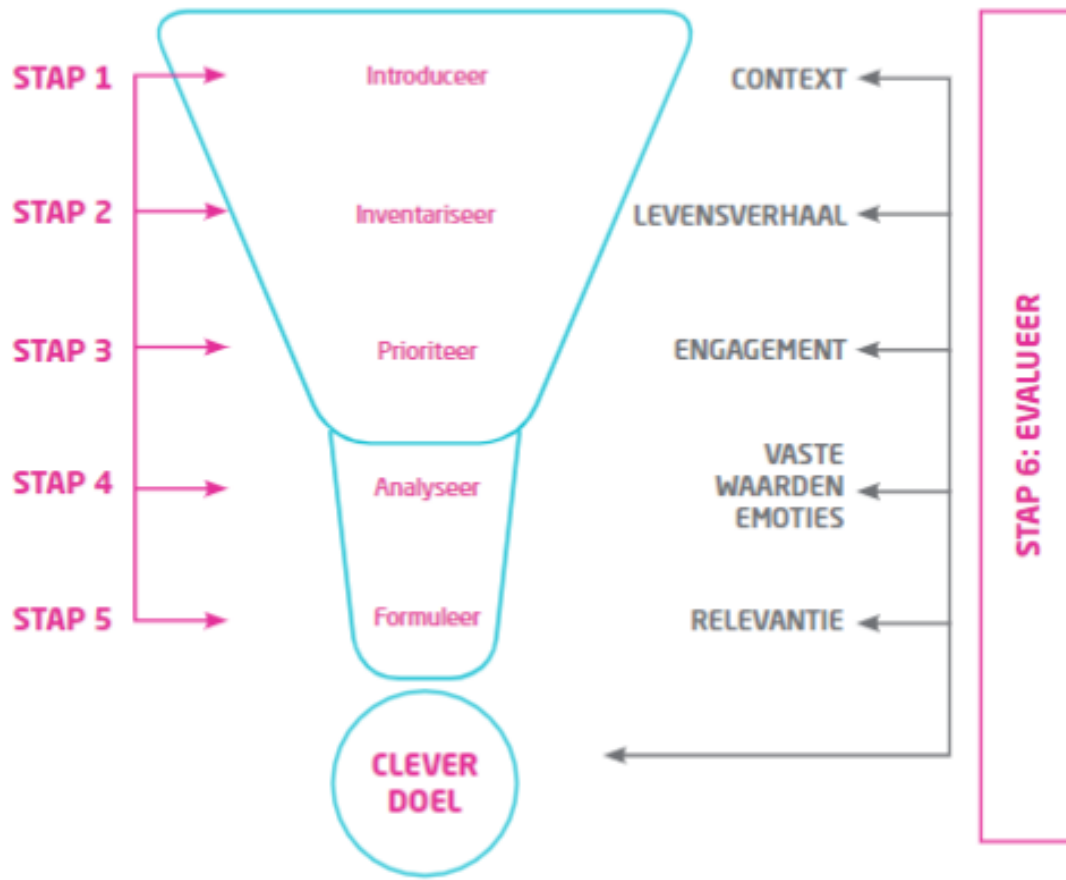 STAP 1
Introduceer
CONTEXT
STAP 2
Inventariseer
LEVENSVERHAAL
STAP 3
Prioriteer
ENGAGEMENT
STAP 4
Analyseer
VASTE
WAARDEN
EMOTIES
STAP 5
Formuleer
RELEVANTIE
CLEVER
DOEL
STAP 6: EVALUEER